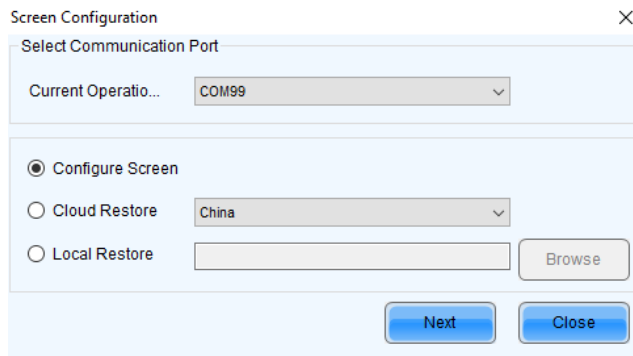 Screen Configuration
Select Communication Port
Current Operatio... COM99
Configure Screen
Cloud Restore China
Local Restore Browse
Next Close